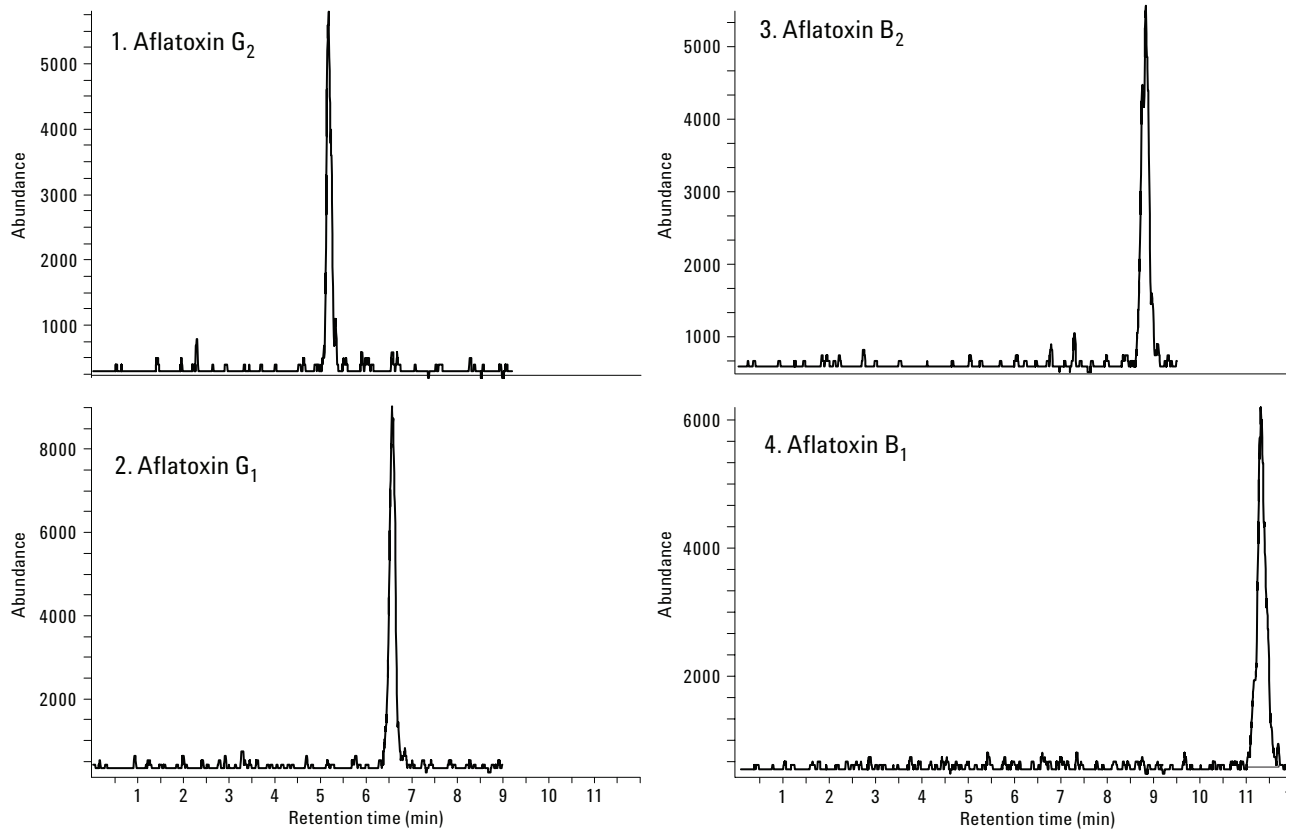 1. Aflatoxin G2
Abundance
5000
4000
3000
2000
1000
3. Aflatoxin B2
Abundance
5000
4000
3000
2000
1000
2. Aflatoxin G1
Abundance
8000
6000
4000
2000
1 2 3 4 5 6 7 8 9 10 11
Retention time (min)
4. Aflatoxin B1
Abundance
6000
4000
2000
1 2 3 4 5 6 7 8 9 10 11
Retention time (min)